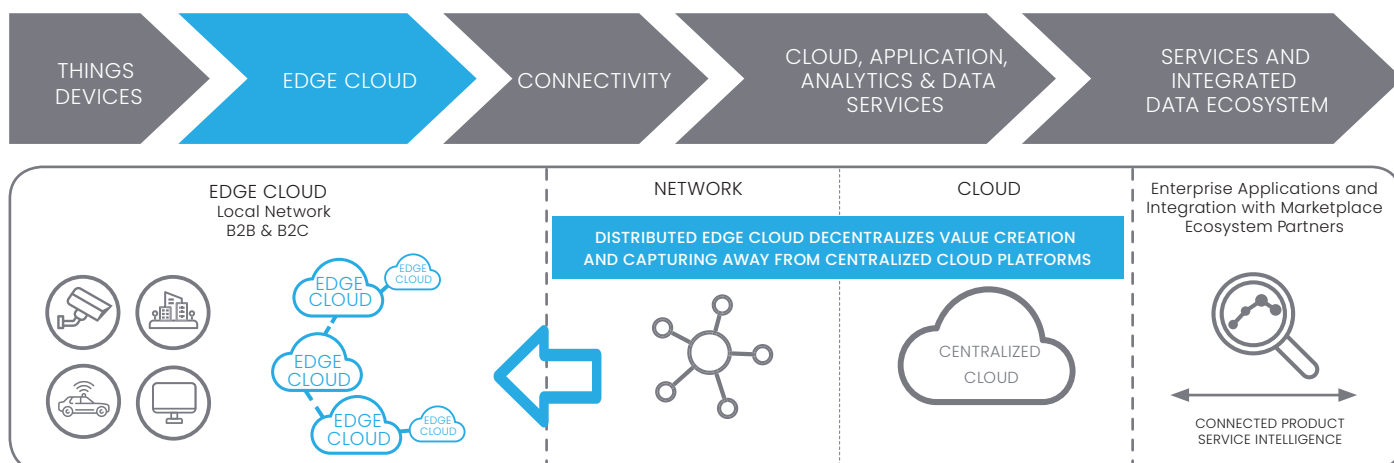 THINGS
DEVICES
EDGE CLOUD
CONNECTIVITY
CLOUD, APPLICATION,
ANALYTICS & DATA
SERVICES
SERVICES AND
INTEGRATED
DATA ECOSYSTEM
EDGE CLOUD
Local Network
B2B & B2C
NETWORK
CLOUD
Enterprise Applications and
Integration with Marketplace
Ecosystem Partners
DISTRIBUTED EDGE CLOUD DECENTRALIZES VALUE CREATION
AND CAPTURING AWAY FROM CENTRALIZED CLOUD PLATFORMS
EDGE
CLOUD
EDGE
CLOUD
EDGE
CLOUD
EDGE
CLOUD
EDGE
CLOUD
CENTRALIZED
CLOUD
CONNECTED PRODUCT
SERVICE INTELLIGENCE